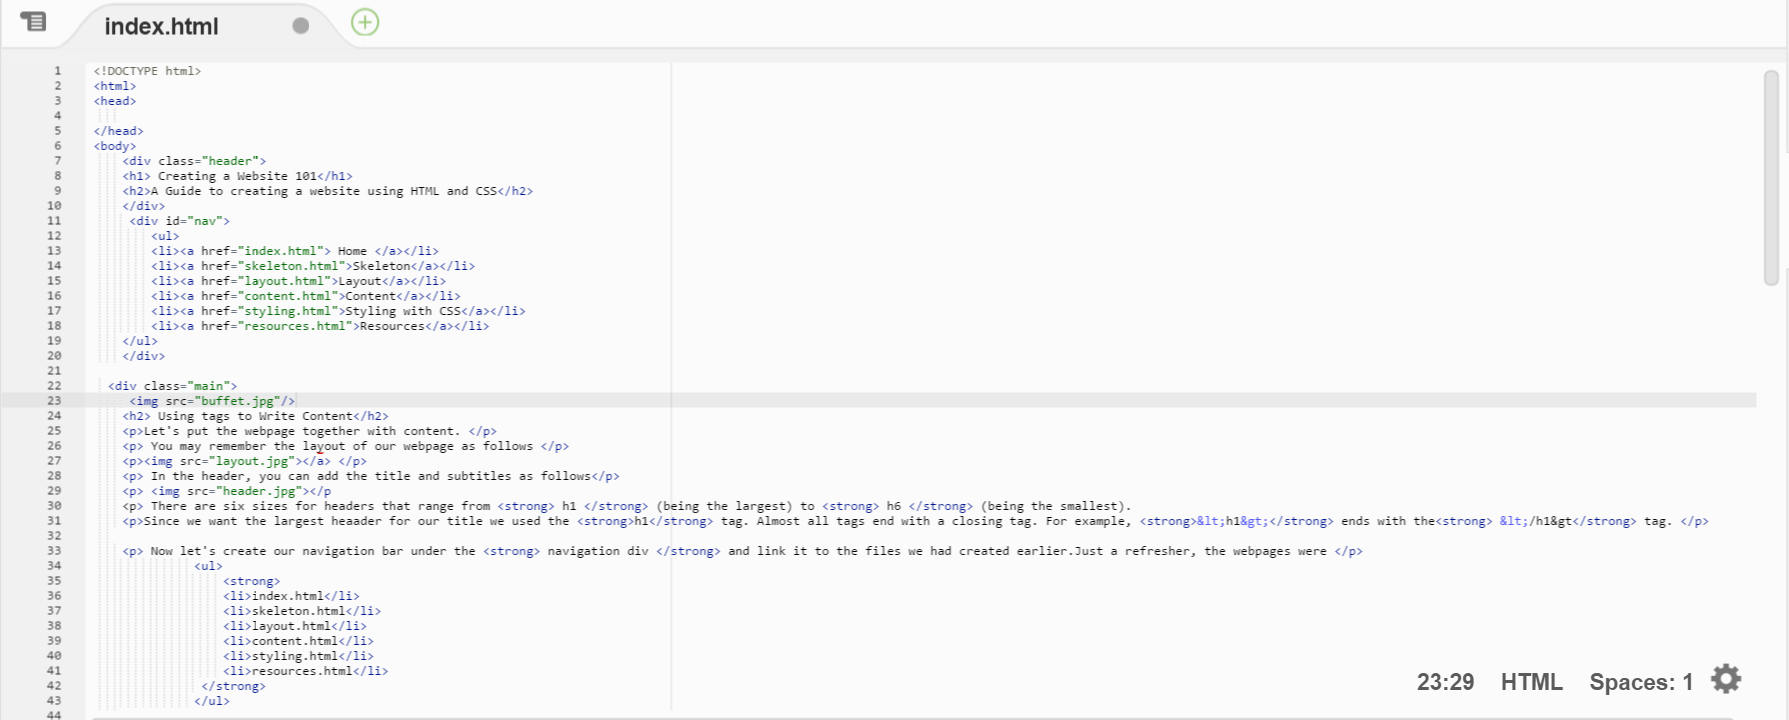 index.html
1 <!DOCTYPE html>
2 <html>
3 <head>
4
5 </head>
6 <body>
7 <div class="header">
8 <h1> Creating a Website 101</h1>
9 <h2>A Guide to creating a website using HTML and CSS</h2>
10 </div>
11 <div id="nav">
12 <ul>
13 <li><a href="index.html"> Home </a></li>
14 <li><a href="skeleton.html">Skeleton</a></li>
15 <li><a href="layout.html">Layout</a></li>
16 <li><a href="content.html">Content</a></li>
17 <li><a href="styling.html">Styling with CSS</a></li>
18 <li><a href="resources.html">Resources</a></li>
19 </ul>
20 </div>
21
22 <div class="main">
23 <img src="buffet.jpg"/>
24 <h2> Using tags to Write Content</h2>
25 <p>Let's put the webpage together with content. </p>
26 <p> You may remember the layout of our webpage as follows </p>
27 <p><img src="layout.jpg"></a> </p>
28 <p> In the header, you can add the title and subtitles as follows</p>
29 <p> <img src="header.jpg"></p
30 <p> There are six sizes for headers that range from <strong> h1 </strong> (being the largest) to <strong> h6 </strong> (being the smallest).
31 <p>Since we want the largest heaader for our title we used the <strong>h1</strong> tag. Almost all tags end with a closing tag. For example, <strong>&lt;h1&gt;</strong> ends with the<strong> &lt;/h1&gt</strong> tag. </p>
32
33 <p> Now let's create our navigation bar under the <strong> navigation div </strong> and link it to the files we had created earlier.Just a refresher, the webpages were </p>
34 <ul>
35 <strong>
36 <li>index.html</li>
37 <li>skeleton.html</li>
38 <li>layout.html</li>
39 <li>content.html</li>
40 <li>styling.html</li>
41 <li>resources.html</li>
42 </strong>
43 </ul>
44
23:29 HTML Spaces: 1